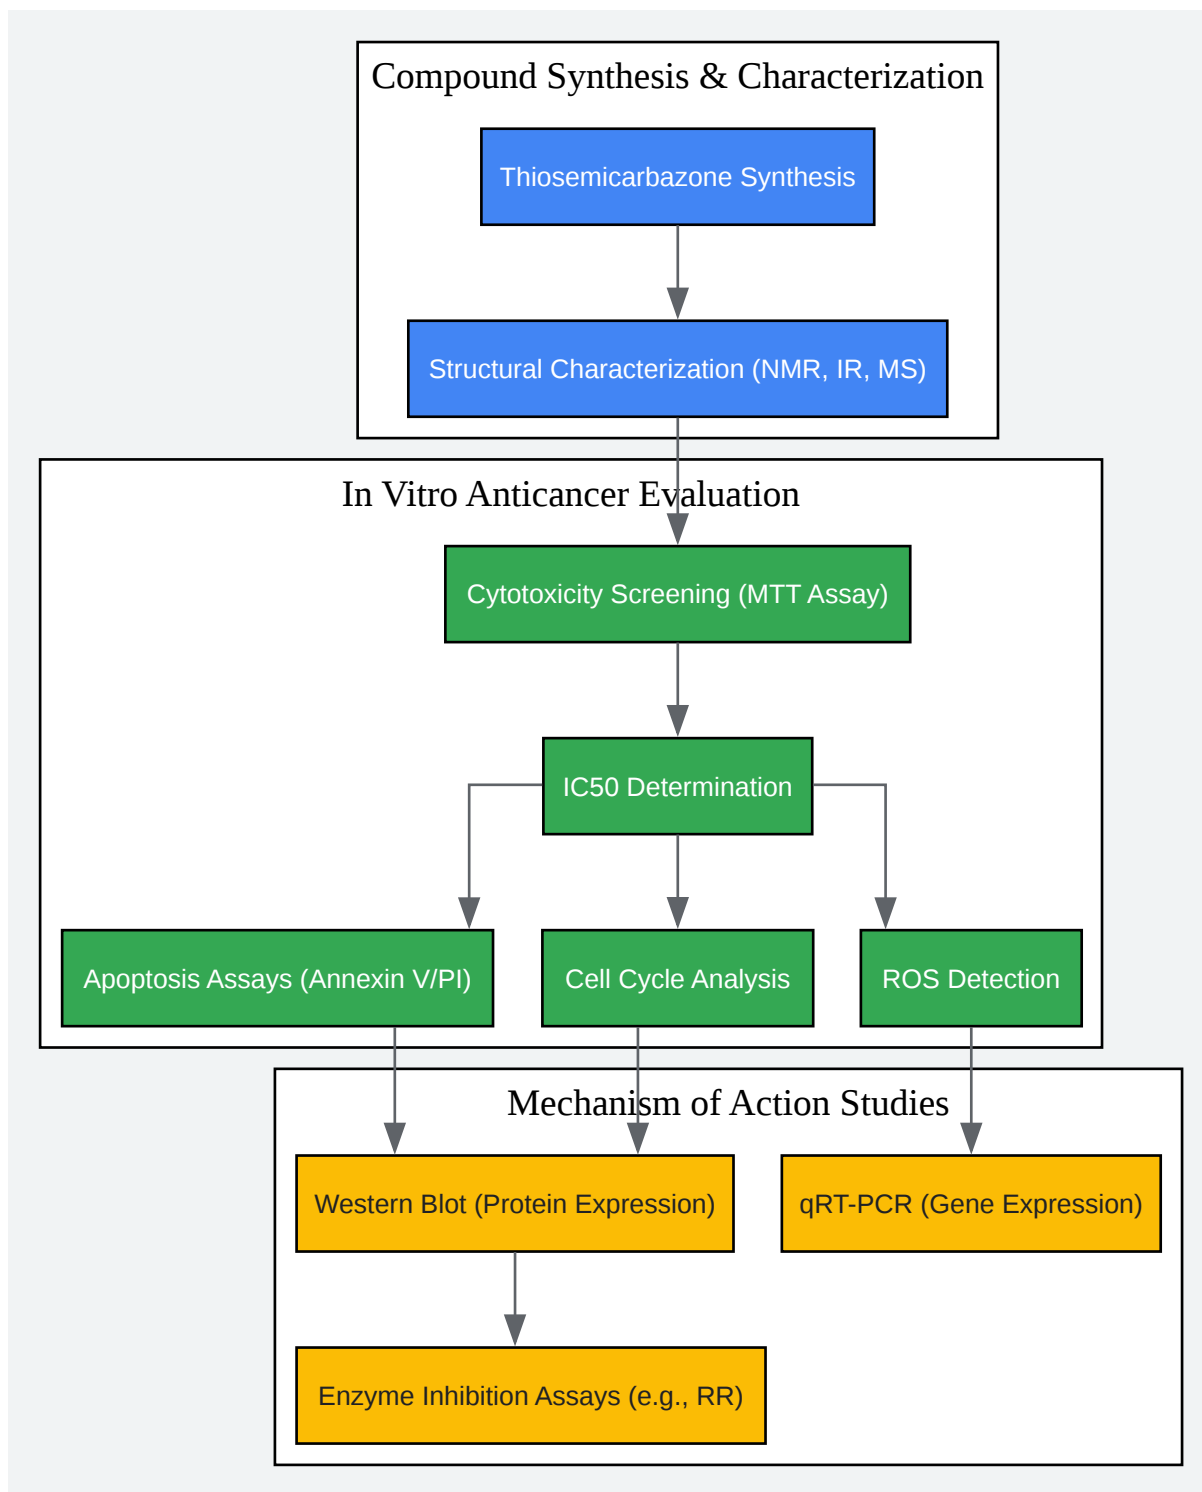 Compound Synthesis & Characterization
Thiosemicarbazone Synthesis
Structural Characterization (NMR, IR, MS)
In Vitro Anticancer Evaluation
Cytotoxicity Screening (MTT Assay)
IC50 Determination
Apoptosis Assays (Annexin V/PI)
Cell Cycle Analysis
ROS Detection
Mechanism of Action Studies
Western Blot (Protein Expression)
qRT-PCR (Gene Expression)
Enzyme Inhibition Assays (e.g., RR)